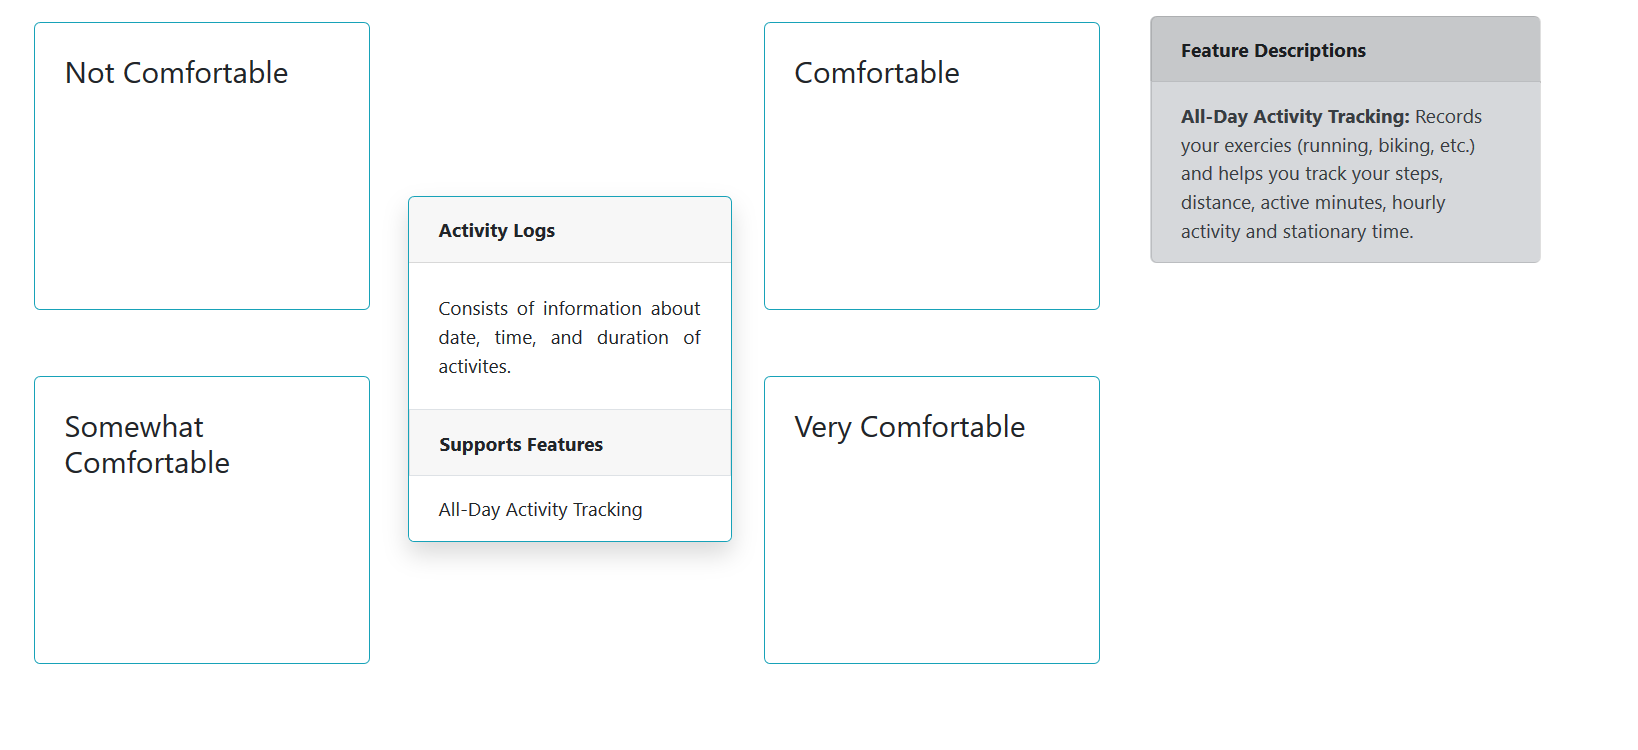 Not Comfortable
Somewhat
Comfortable
Activity Logs
Consists of information about
date, time, and duration of
activites.
Supports Features
All-Day Activity Tracking
Comfortable
Very Comfortable
Feature Descriptions
All-Day Activity Tracking: Records
your exercies (running, biking, etc.)
and helps you track your steps,
distance, active minutes, hourly
activity and stationary time.